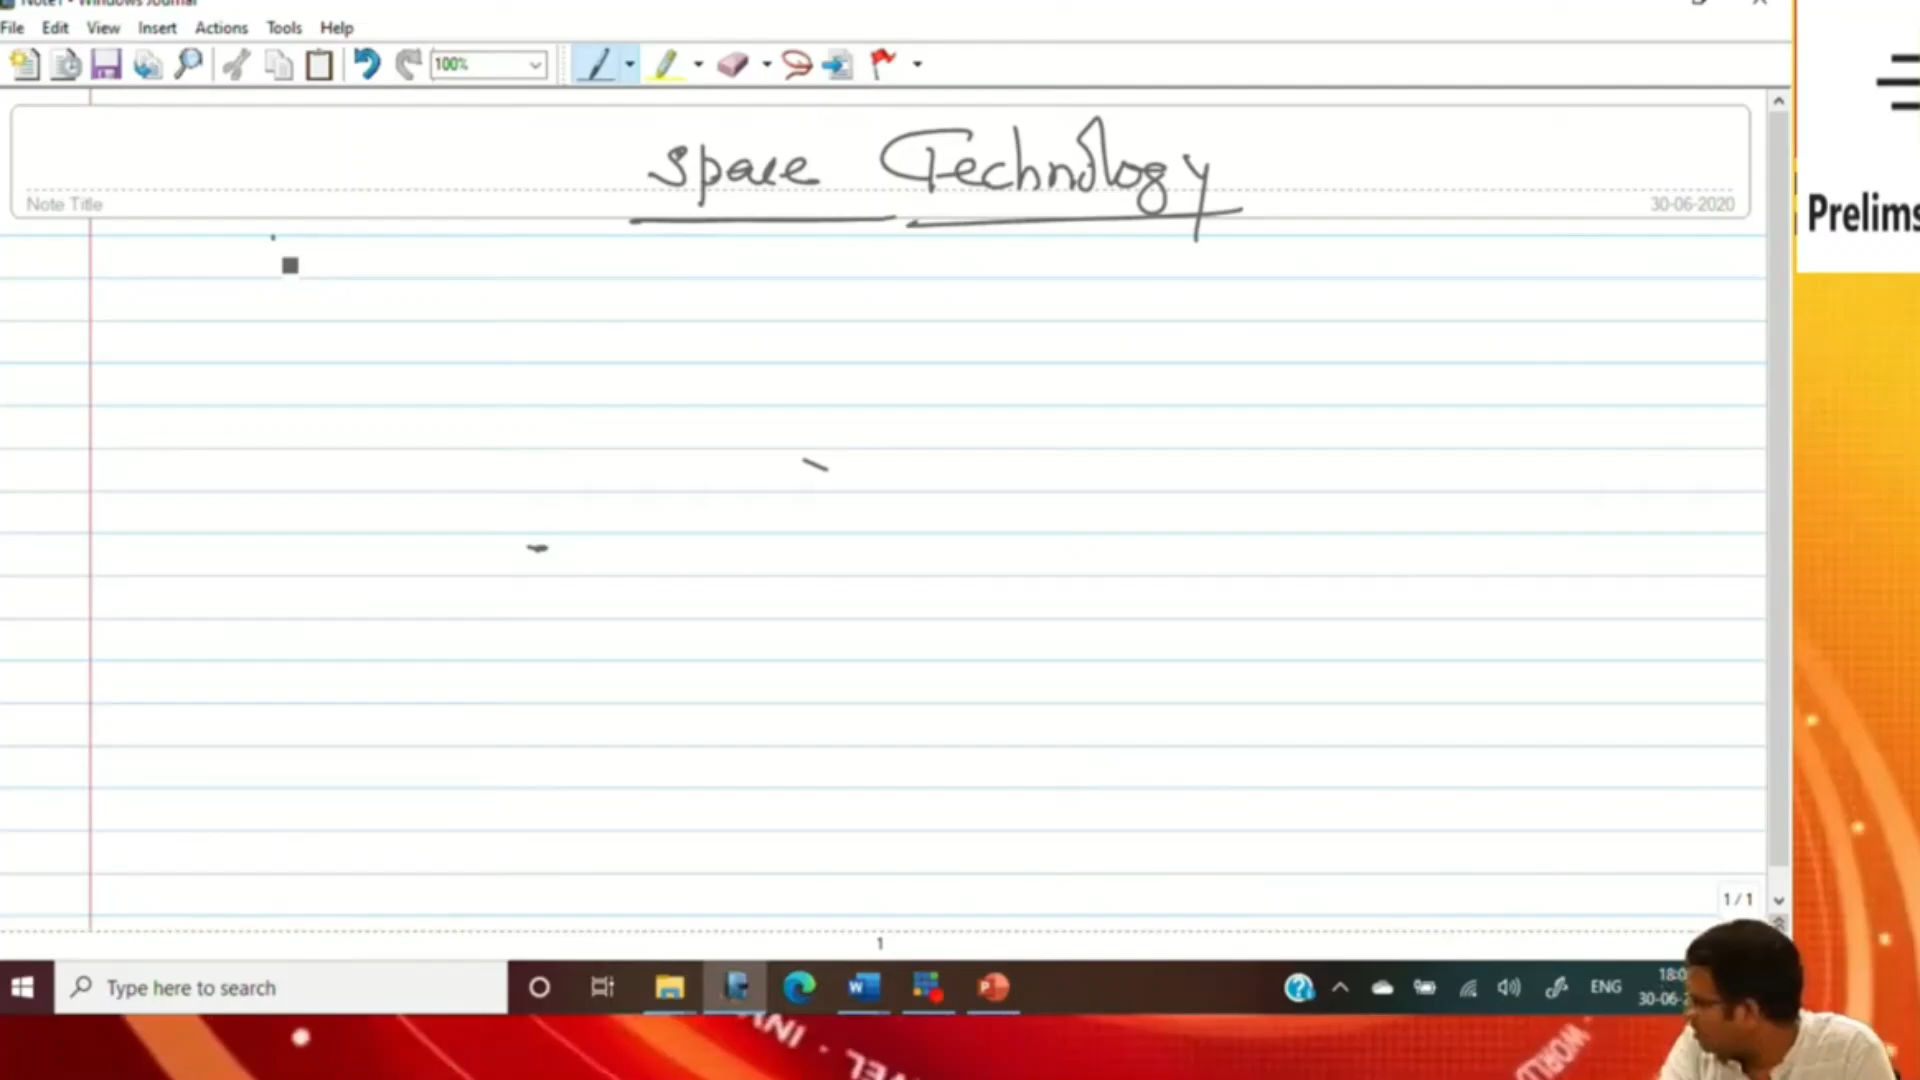 File Edit View Insert Actions Tools Help
100%
Space Technology
Note Title
30-06-2020
Prelims
1 / 1
1
Type here to search
ENG
WORLD